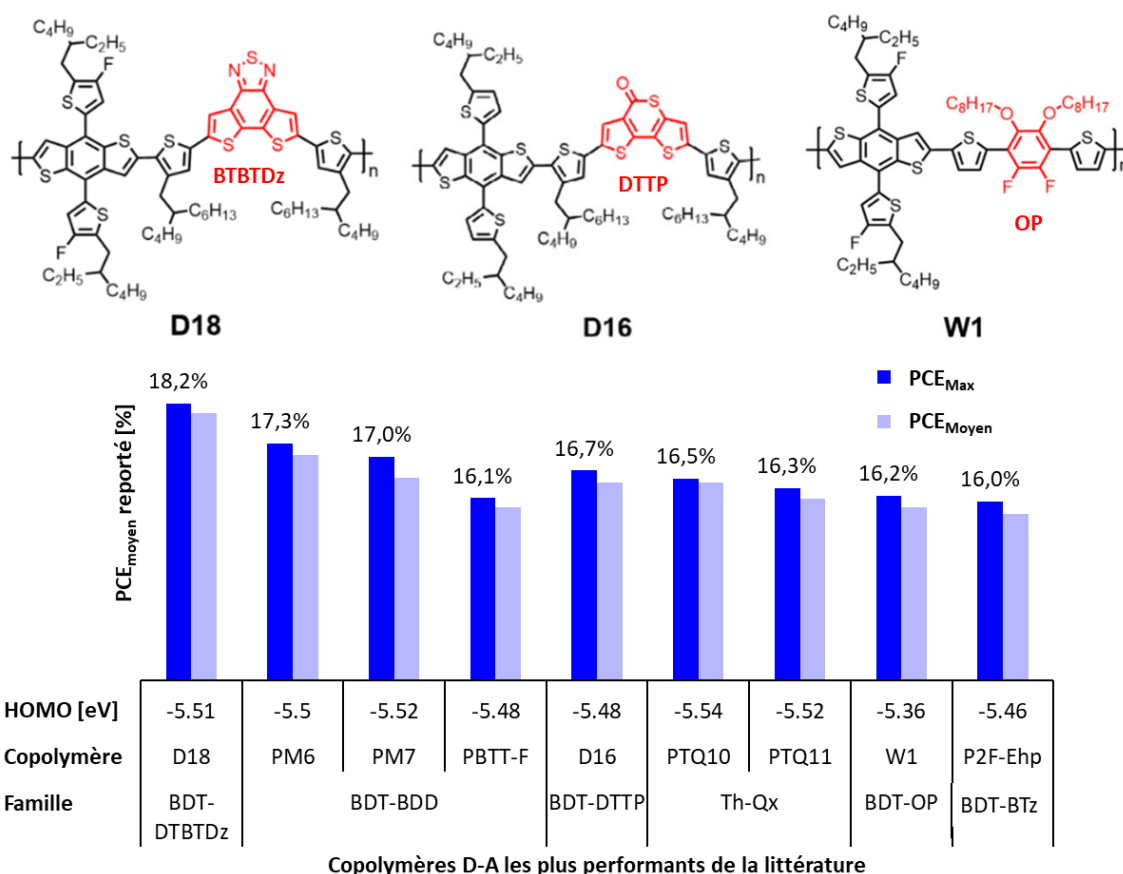 C4H9
C2H5
F
S
N S N
BTBTDz
C6H13
C4H9
C6H13
C4H9
n
F
C2H5
C4H9
D18
C4H9
C2H5
S
O
S
DTTP
C6H13
C4H9
C6H13
C4H9
n
C2H5
C4H9
D16
C4H9
C2H5
F
S
C8H17 O
O C8H17
F F
OP
n
F
C2H5
C4H9
W1
PCEmoyen reporté [%]
PCEMax
PCEMoyen
18,2%
17,3%
17,0%
16,1%
16,7%
16,5%
16,3%
16,2%
16,0%
HOMO [eV] -5.51 -5.5 -5.52 -5.48 -5.48 -5.54 -5.52 -5.36 -5.46
Copolymère D18 PM6 PM7 PBTT-F D16 PTQ10 PTQ11 W1 P2F-Ehp
Famille BDT-DTBTDz BDT-BDD BDT-DTTP Th-Qx BDT-OP BDT-BTz
Copolymères D-A les plus performants de la littérature